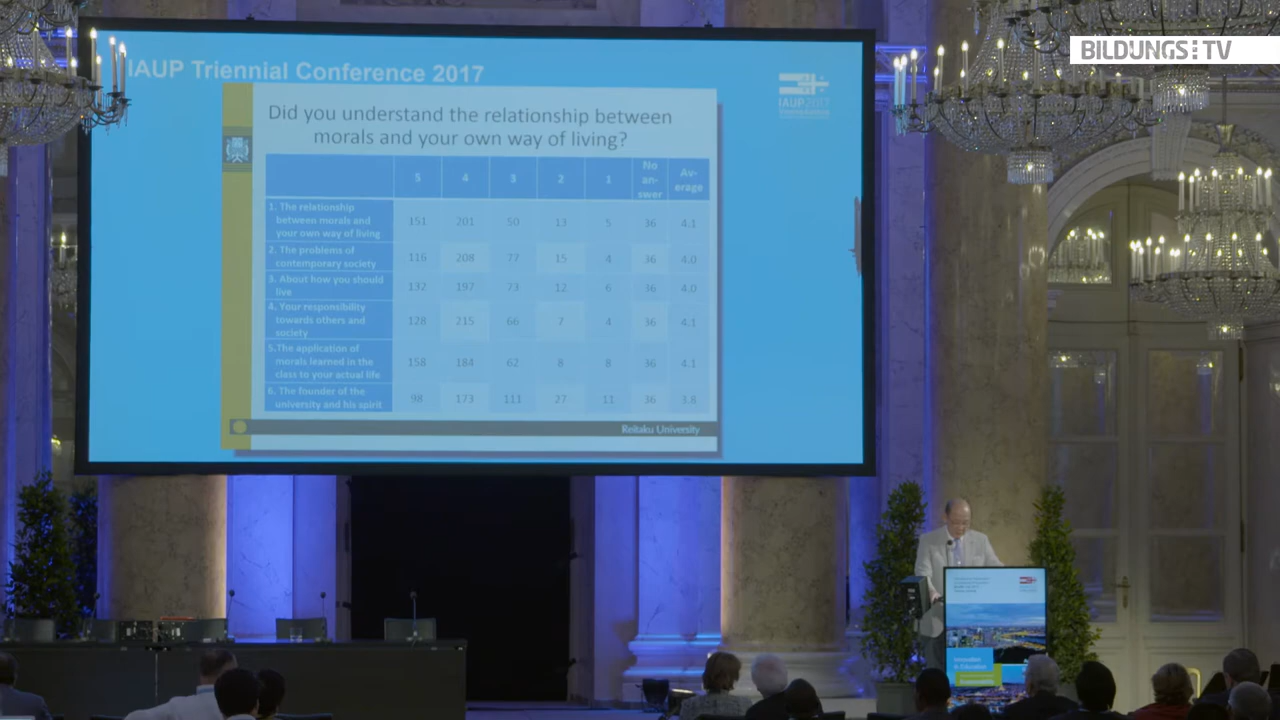 BILDUNGS TV
IAUP Triennial Conference 2017
IAUP 2017
Did you understand the relationship between
morals and your own way of living?
5 4 3 2 1 No an-swer Av-erage
1. The relationship
between morals and
your own way of living
151 201 50 13 5 36 4.1
2. The problems of
contemporary society
116 208 77 15 4 36 4.0
3. About how you should
live
132 197 73 12 6 36 4.0
4. Your responsibility
towards others and
society
128 215 66 7 4 36 4.1
5.The application of
morals learned in the
class to your actual life
158 184 62 8 8 36 4.1
6. The founder of the
university and his spirit
98 173 111 27 11 36 3.8
Reitaku University
Innovation
in Education